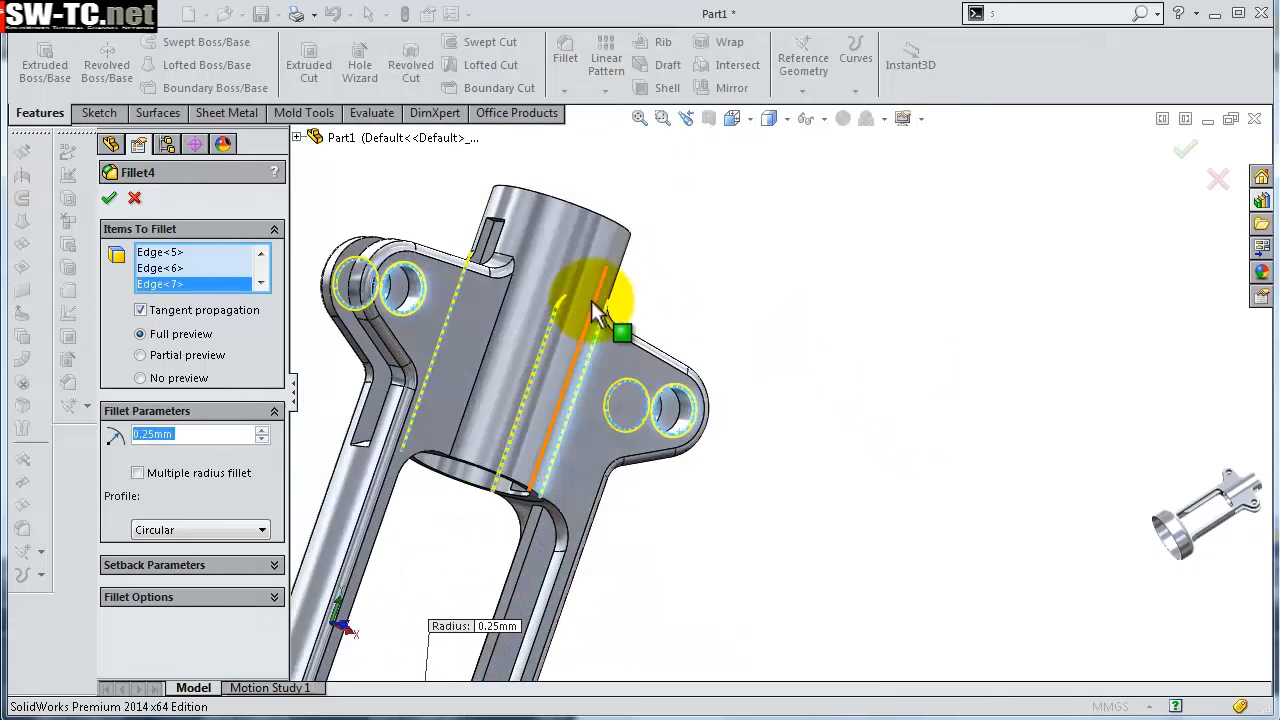 SW-TC.net
SolidWorks Tutorial Channel Network
Part1
s
Extruded Boss/Base
Revolved Boss/Base
Swept Boss/Base
Lofted Boss/Base
Boundary Boss/Base
Extruded Cut
Hole Wizard
Revolved Cut
Swept Cut
Lofted Cut
Boundary Cut
Fillet
Linear Pattern
Rib
Draft
Shell
Wrap
Intersect
Mirror
Reference Geometry
Curves
Instant3D
Features
Sketch
Surfaces
Sheet Metal
Mold Tools
Evaluate
DimXpert
Office Products
Part1 (Default<<Default>_...
Fillet4
?
Items To Fillet
Edge<5>
Edge<6>
Edge<7>
Tangent propagation
Full preview
Partial preview
No preview
Fillet Parameters
0.25mm
Multiple radius fillet
Profile:
Circular
Setback Parameters
Fillet Options
Radius: 0.25mm
x
Model
Motion Study 1
SolidWorks Premium 2014 x64 Edition
MMGS